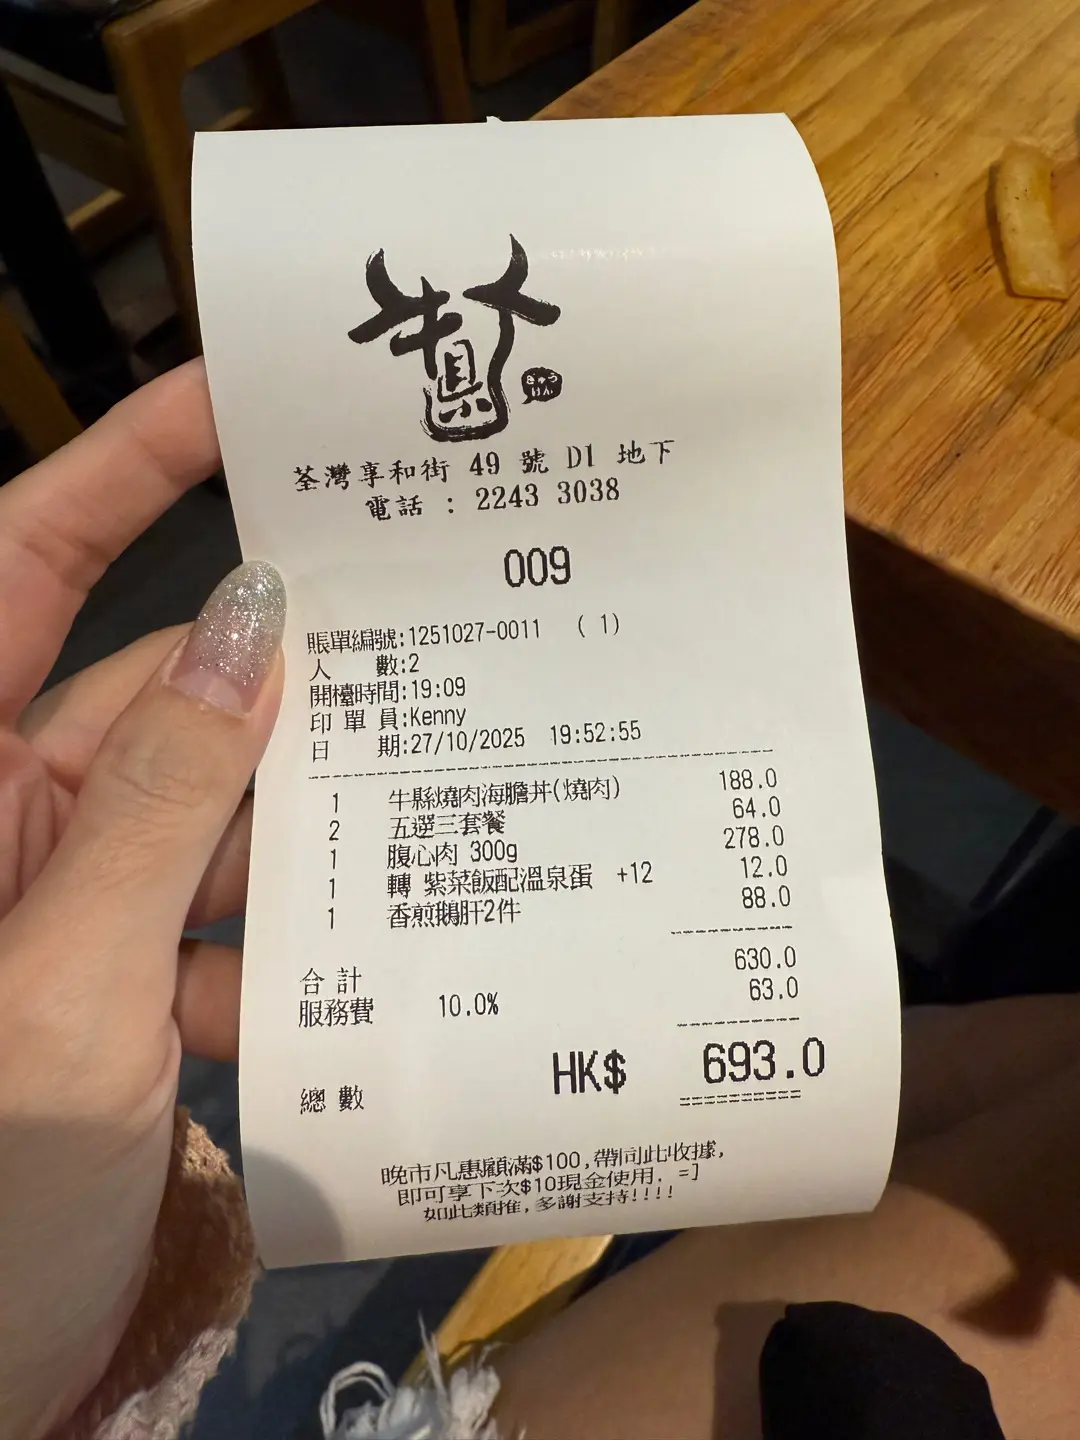 牛縣
荃灣享和街 49 號 D1 地下
電話 : 2243 3038
009
賬單編號:1251027-0011 ( 1)
人 數:2
開檯時間:19:09
印 單 員:Kenny
日 期:27/10/2025 19:52:55
1 牛縣燒肉海膽丼(燒肉) 188.0
2 五選三套餐 64.0
1 腹心肉 300g 278.0
1 轉 紫菜飯配溫泉蛋 +12 12.0
1 香煎鵝肝2件 88.0
合 計 630.0
服務費 10.0% 63.0
總 數 HK$ 693.0
晚市凡惠顧滿$100,帶同此收據,
即可享下次$10現金使用. =]
如此類推,多謝支持!!!!